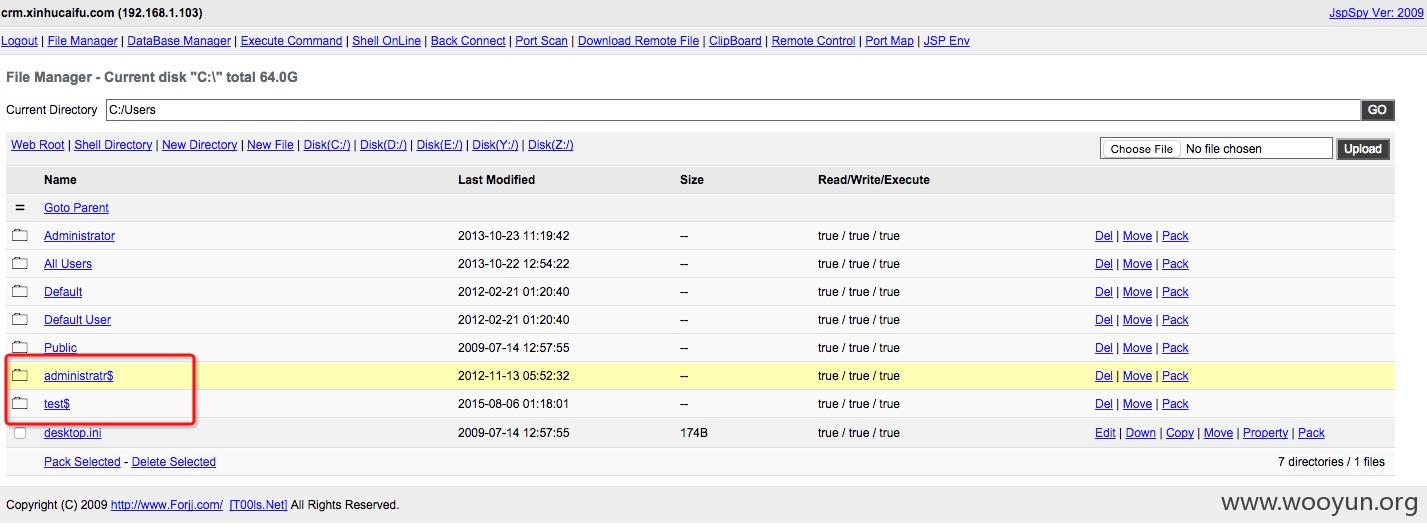 crm.xinhucaifu.com (192.168.1.103) JspSpy Ver: 2009
Logout | File Manager | DataBase Manager | Execute Command | Shell OnLine | Back Connect | Port Scan | Download Remote File | ClipBoard | Remote Control | Port Map | JSP Env
File Manager - Current disk "C:\" total 64.0G
Current Directory C:/Users GO
Web Root | Shell Directory | New Directory | New File | Disk(C:/) | Disk(D:/) | Disk(E:/) | Disk(Y:/) | Disk(Z:/) Choose File No file chosen Upload
Name Last Modified Size Read/Write/Execute
= Goto Parent
Administrator 2013-10-23 11:19:42 -- true / true / true Del | Move | Pack
All Users 2013-10-22 12:54:22 -- true / true / true Del | Move | Pack
Default 2012-02-21 01:20:40 -- true / true / true Del | Move | Pack
Default User 2012-02-21 01:20:40 -- true / true / true Del | Move | Pack
Public 2009-07-14 12:57:55 -- true / true / true Del | Move | Pack
administratr$ 2012-11-13 05:52:32 -- true / true / true Del | Move | Pack
test$ 2015-08-06 01:18:01 -- true / true / true Del | Move | Pack
desktop.ini 2009-07-14 12:57:55 174B true / true / true Edit | Down | Copy | Move | Property | Pack
Pack Selected - Delete Selected 7 directories / 1 files
Copyright (C) 2009 http://www.Forjj.com/ [T00ls.Net] All Rights Reserved.
www.wooyun.org